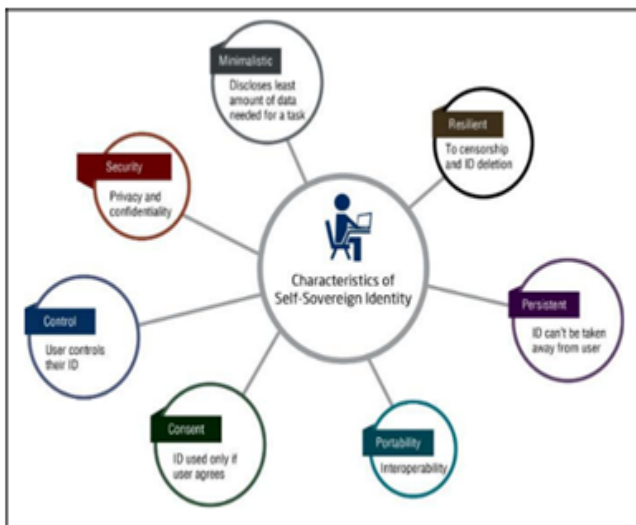 Minimalistic
Discloses least
amount of data
needed for a task
Resilient
To censorship
and ID deletion
Security
Privacy and
confidentiality
Characteristics of
Self-Sovereign Identity
Control
User controls
their ID
Persistent
ID can't be taken
away from user
Consent
ID used only if
user agrees
Portability
Interoperability